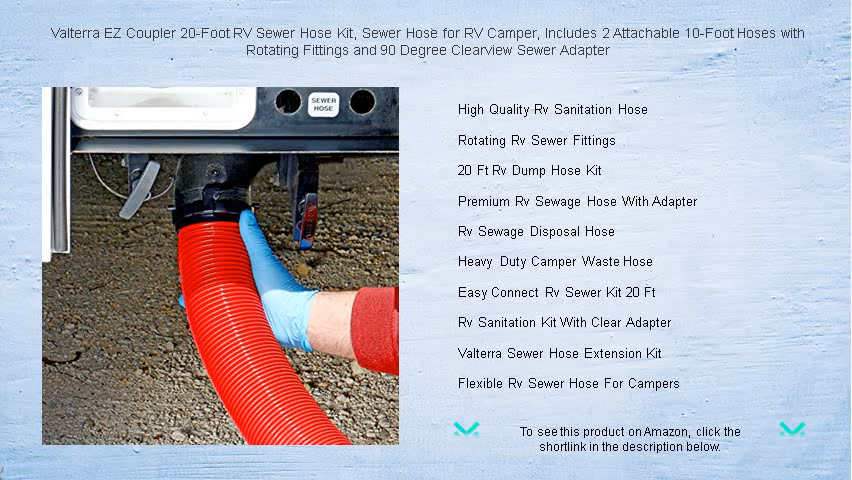 Valterra EZ Coupler 20-Foot RV Sewer Hose Kit, Sewer Hose for RV Camper, Includes 2 Attachable 10-Foot Hoses with
Rotating Fittings and 90 Degree Clearview Sewer Adapter
SEWER
HOSE
High Quality Rv Sanitation Hose
Rotating Rv Sewer Fittings
20 Ft Rv Dump Hose Kit
Premium Rv Sewage Hose With Adapter
Rv Sewage Disposal Hose
Heavy Duty Camper Waste Hose
Easy Connect Rv Sewer Kit 20 Ft
Rv Sanitation Kit With Clear Adapter
Valterra Sewer Hose Extension Kit
Flexible Rv Sewer Hose For Campers
To see this product on Amazon, click the
shortlink in the description below.